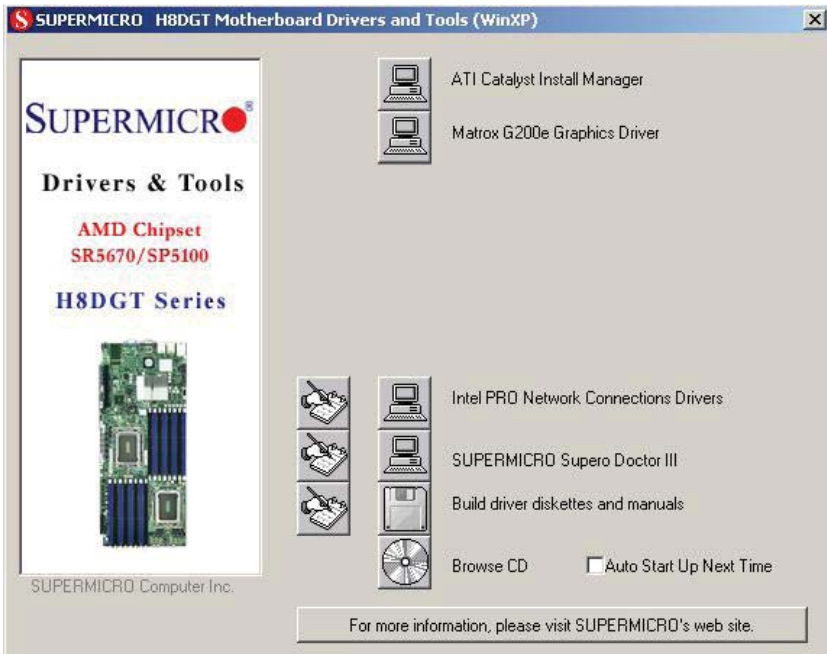 SUPERMICRO H8DGT Motherboard Drivers and Tools (WinXP)
SUPERMICRO®
Drivers & Tools
AMD Chipset
SR5670/SP5100
H8DGT Series
SUPERMICRO Computer Inc.
ATI Catalyst Install Manager
Matrox G200e Graphics Driver
Intel PRO Network Connections Drivers
SUPERMICRO Supero Doctor III
Build driver diskettes and manuals
Browse CD
Auto Start Up Next Time
For more information, please visit SUPERMICRO's web site.